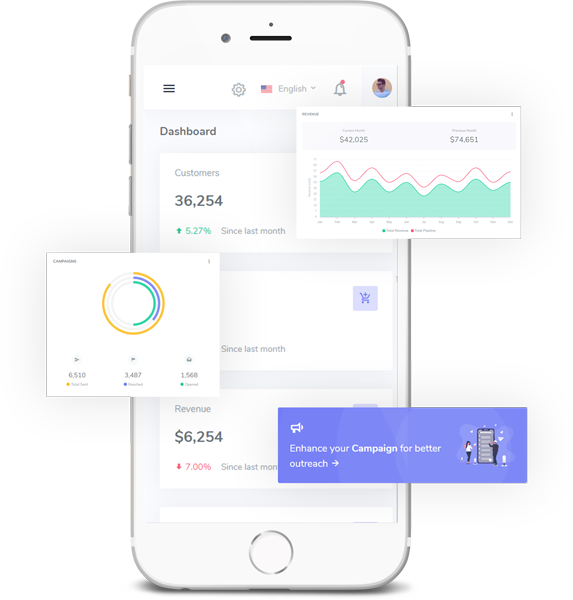 English
Dashboard
REVENUE
Current Month
Previous Month
$42,025
$74,651
Customers
36,254
5.27% Since last month
Total Revenue Total Pipeline
CAMPAIGNS
6,510
3,487
1,568
Total Sent
Reached
Opened
Since last month
Revenue
$6,254
7.00% Since last month
Enhance your Campaign for better
outreach